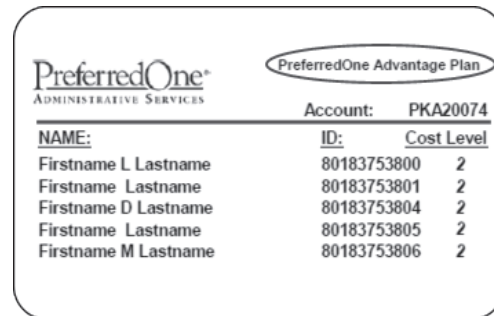 PreferredOne®
ADMINISTRATIVE SERVICES
PreferredOne Advantage Plan
Account: PKA20074
NAME: ID: Cost Level
Firstname L Lastname 80183753800 2
Firstname Lastname 80183753801 2
Firstname D Lastname 80183753804 2
Firstname Lastname 80183753805 2
Firstname M Lastname 80183753806 2